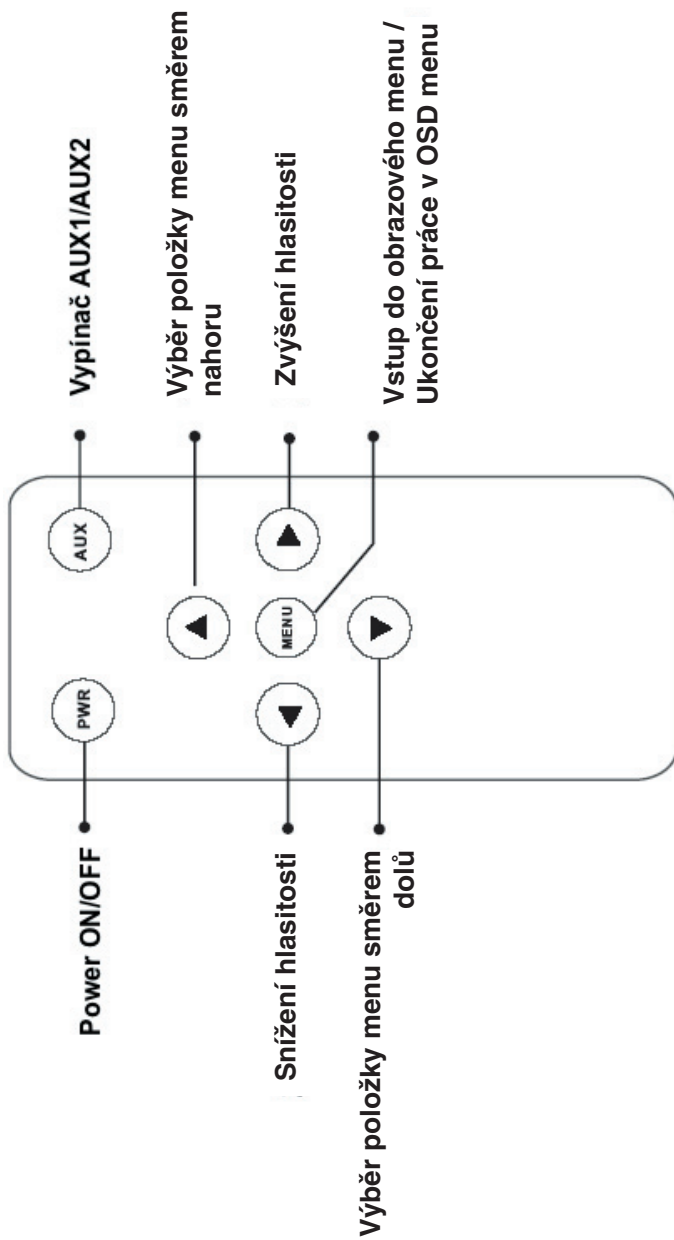 Power ON/OFF
PWR
AUX
Vypínač AUX1/AUX2
Výběr položky menu směrem
nahoru
Snížení hlasitosti
MENU
Zvýšení hlasitosti
Výběr položky menu směrem
dolů
Vstup do obrazového menu /
Ukončení práce v OSD menu